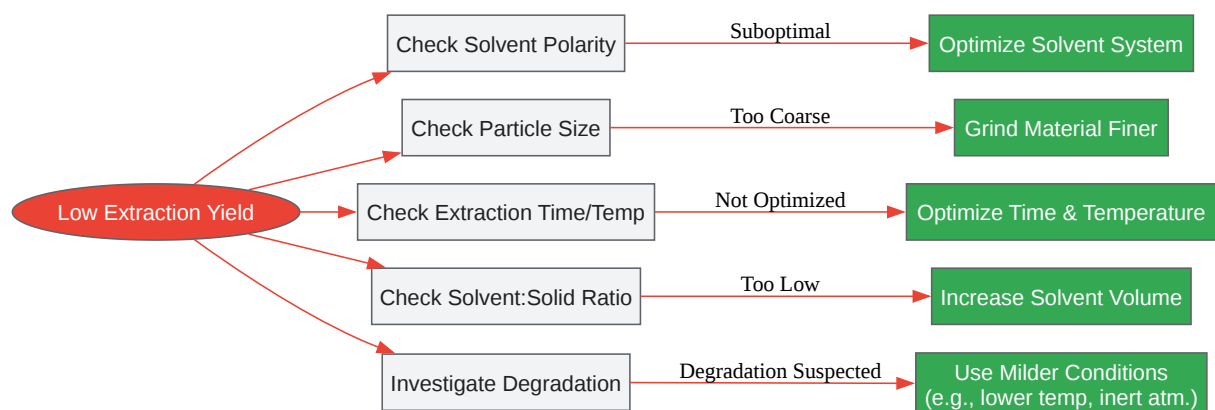 Check Solvent Polarity
Suboptimal
Optimize Solvent System
Check Particle Size
Too Coarse
Grind Material Finer
Low Extraction Yield
Check Extraction Time/Temp
Not Optimized
Optimize Time & Temperature
Check Solvent:Solid Ratio
Too Low
Increase Solvent Volume
Investigate Degradation
Degradation Suspected
Use Milder Conditions
(e.g., lower temp, inert atm.)